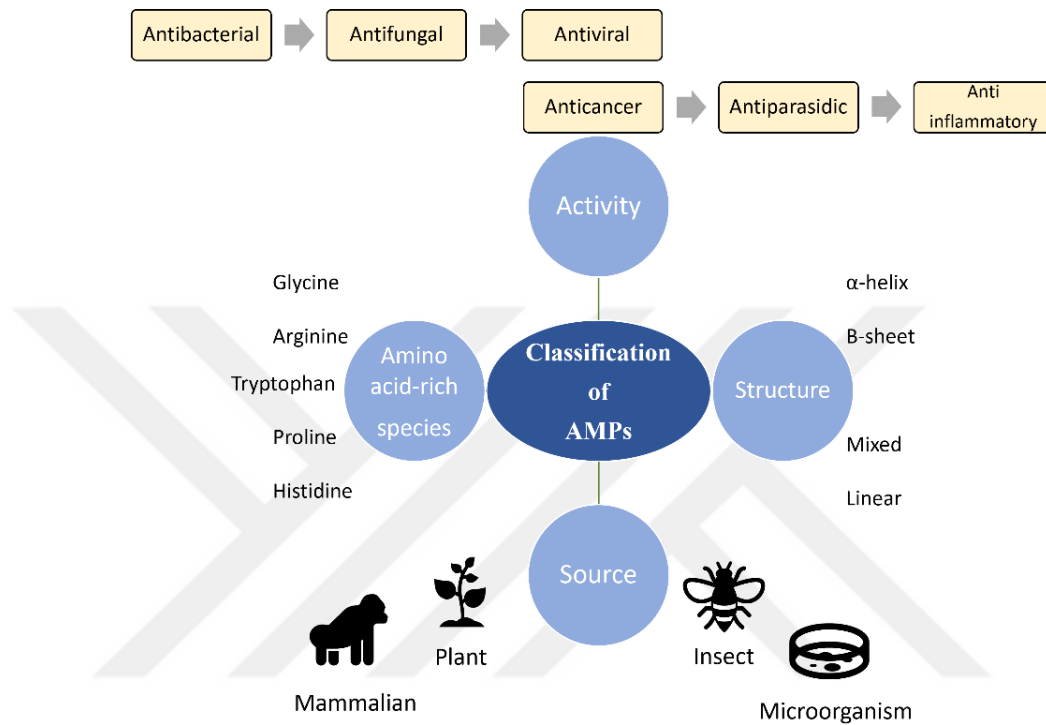 Antibacterial
Antifungal
Antiviral
Anticancer
Antiparasidic
Anti
inflammatory
Activity
Glycine
Arginine
Tryptophan
Proline
Histidine
Amino
acid-rich
species
Classification
of
AMPs
Structure
α-helix
B-sheet
Mixed
Linear
Source
Mammalian
Plant
Insect
Microorganism